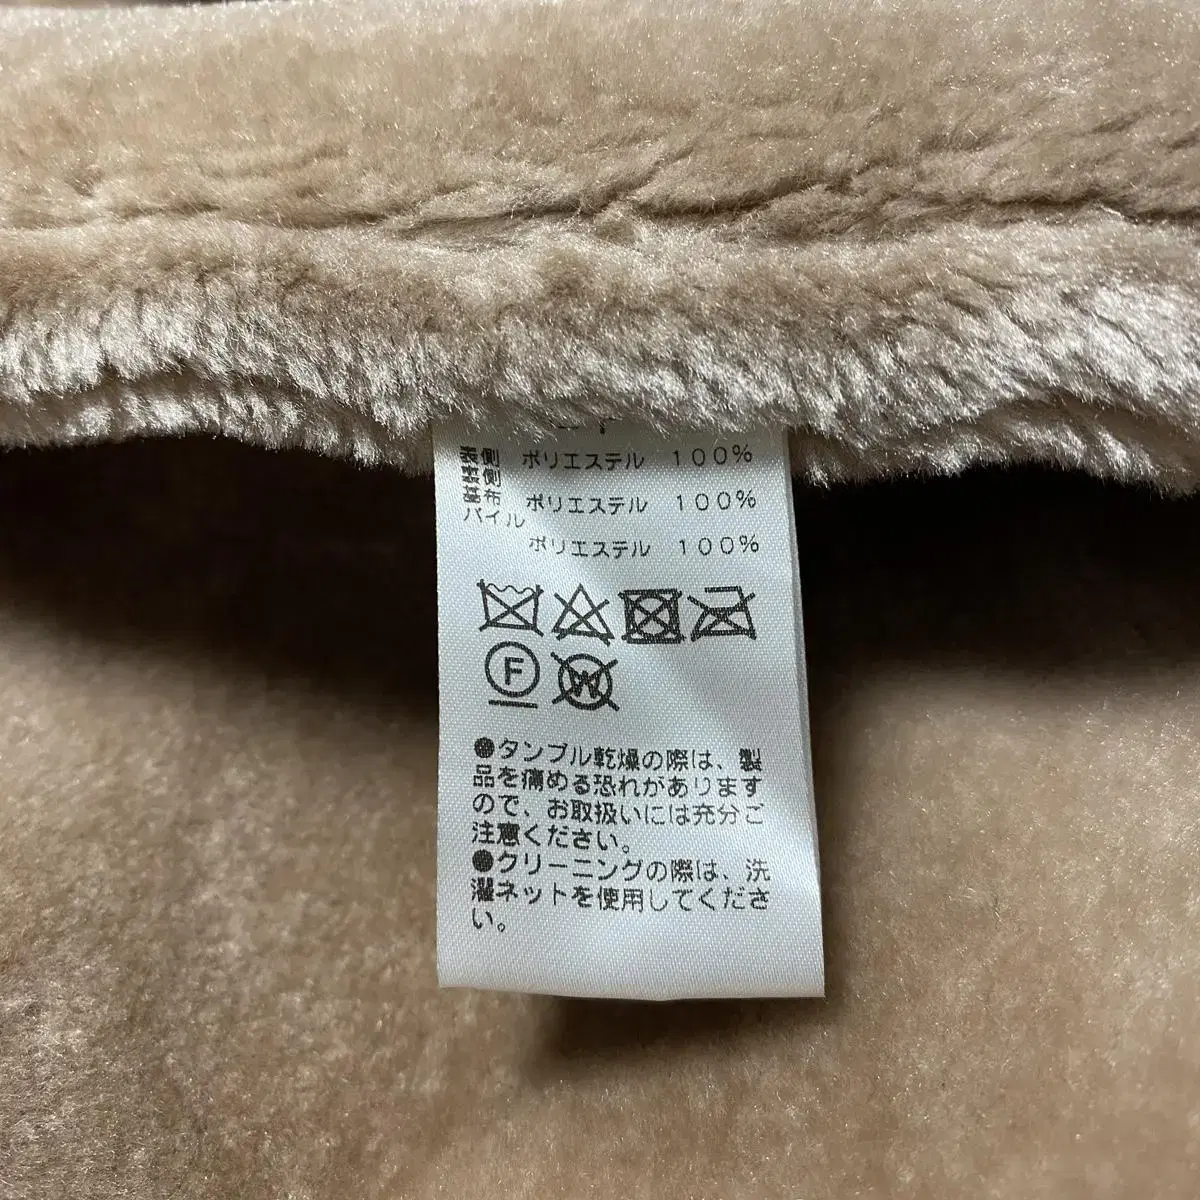 表側 ポリエステル 100%
裏側
基布 ポリエステル 100%
パイル
ポリエステル 100%
F
W
●タンブル乾燥の際は、製
品を痛める恐れがあります
ので、お取扱いには充分ご
注意ください。
●クリーニングの際は、洗
濯ネットを使用してくださ
い。